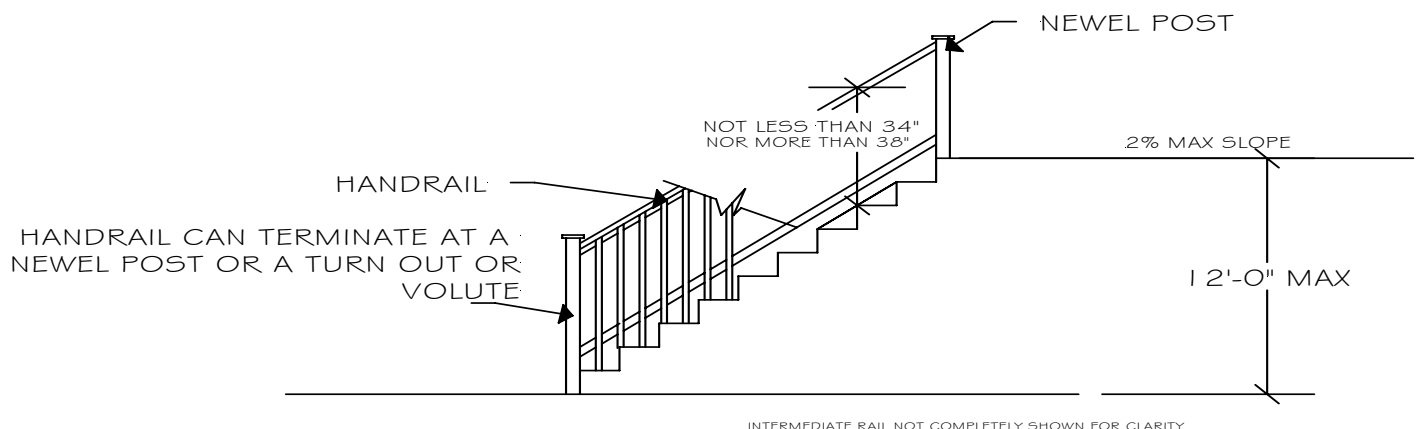 NEWEL POST
NOT LESS THAN 34"
NOR MORE THAN 38"
2% MAX SLOPE
HANDRAIL
HANDRAIL CAN TERMINATE AT A
NEWEL POST OR A TURN OUT OR
VOLUTE
12'-0" MAX
INTERMEDIATE RAIL NOT COMPLETELY SHOWN FOR CLARITY